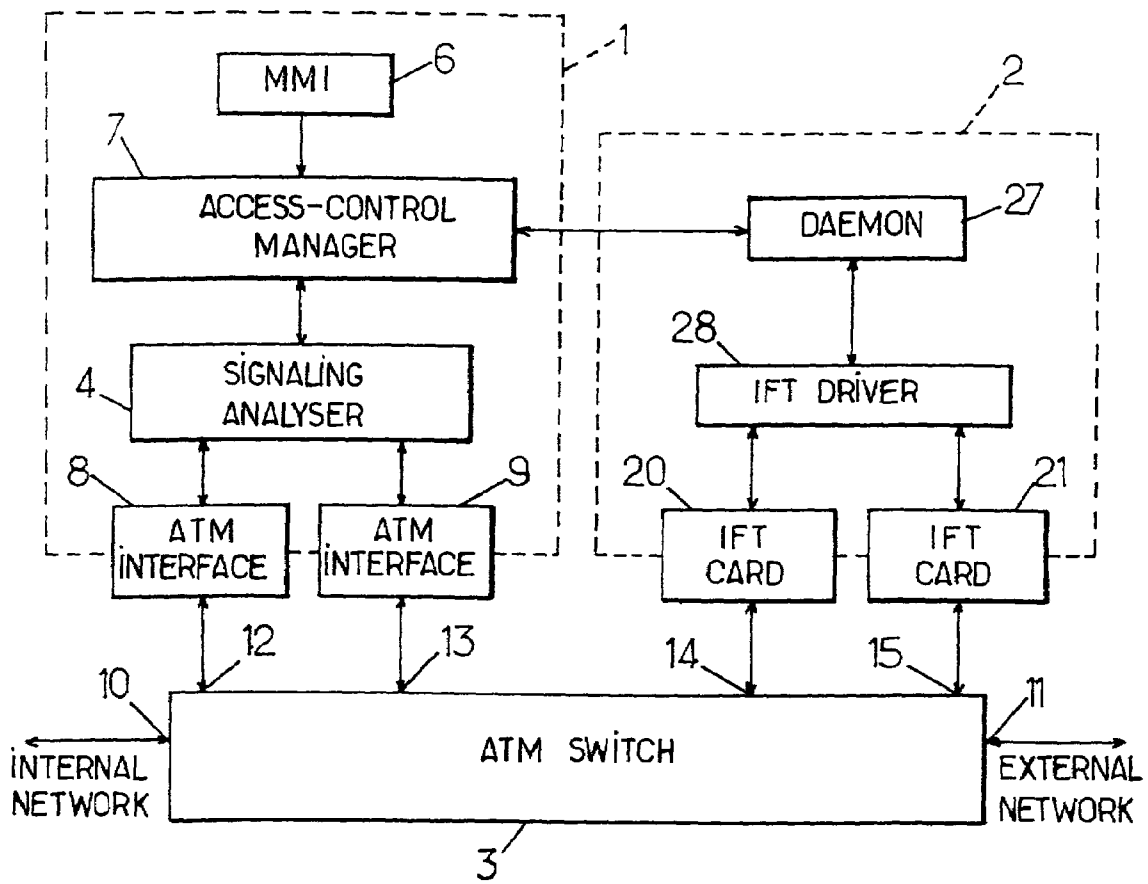 1
MMI
6
2
7
ACCESS-CONTROL
MANAGER
DAEMON
27
4
SIGNALING
ANALYSER
28
IFT DRIVER
8
ATM
INTERFACE
9
ATM
INTERFACE
20
IFT
CARD
21
IFT
CARD
12
13
14
15
10
11
INTERNAL
NETWORK
ATM SWITCH
EXTERNAL
NETWORK
3